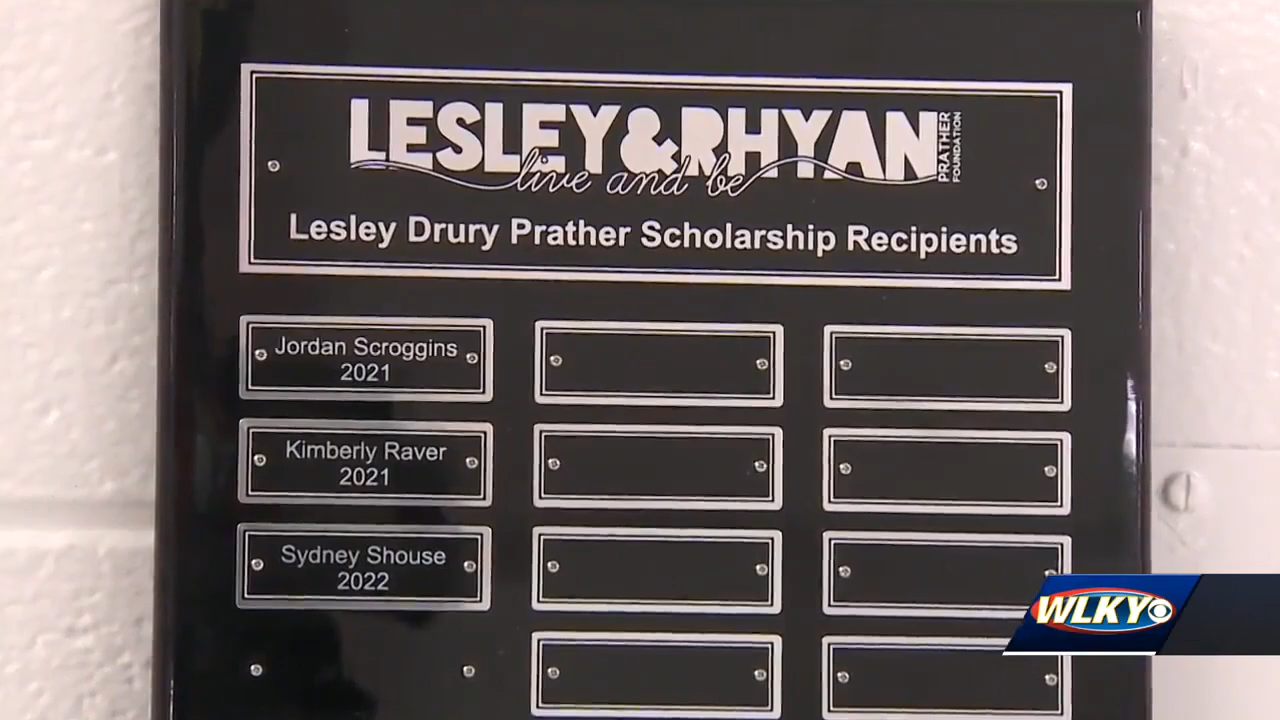 LESLEY&RHYAN
PRATHER
FOUNDATION
live and be
Lesley Drury Prather Scholarship Recipients
Jordan Scroggins
2021
Kimberly Raver
2021
Sydney Shouse
2022
WLKY